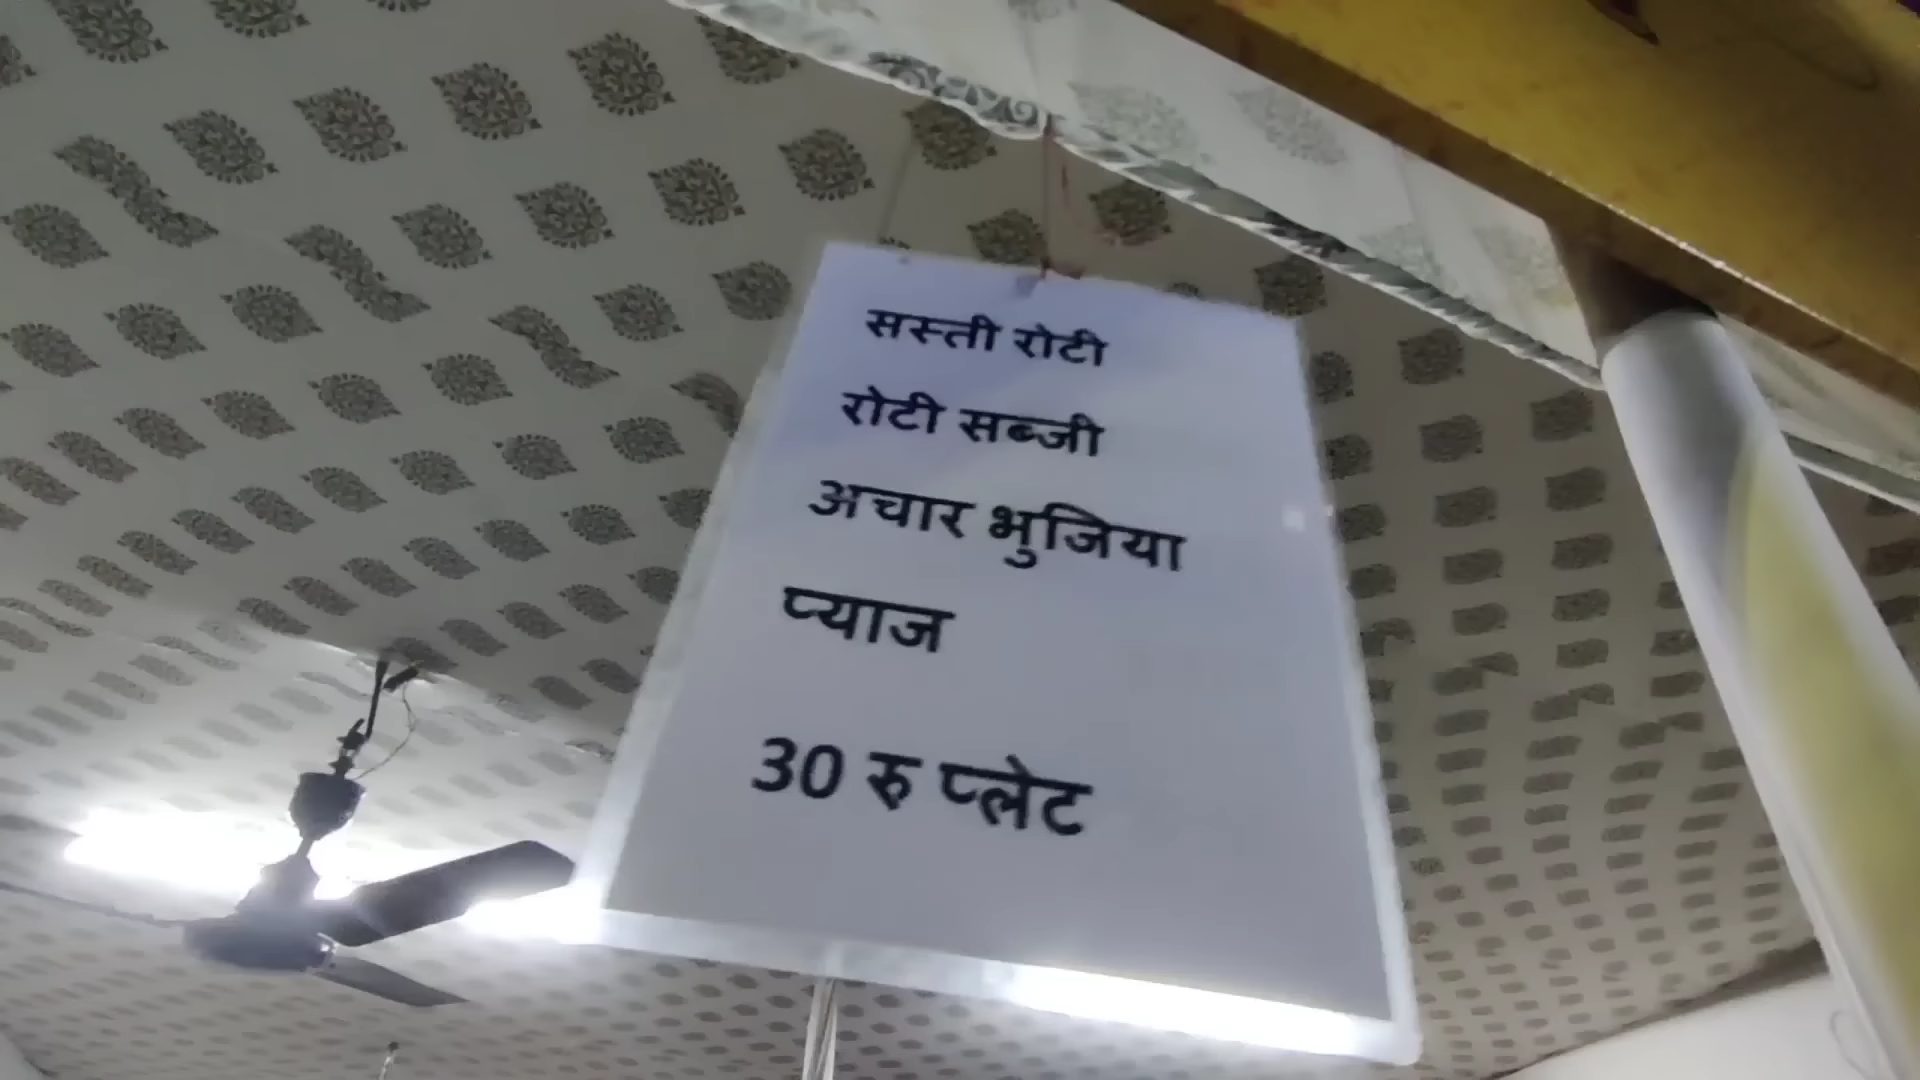 सस्ती रोटी
रोटी सब्जी
अचार भुजिया
प्याज
30 रु प्लेट